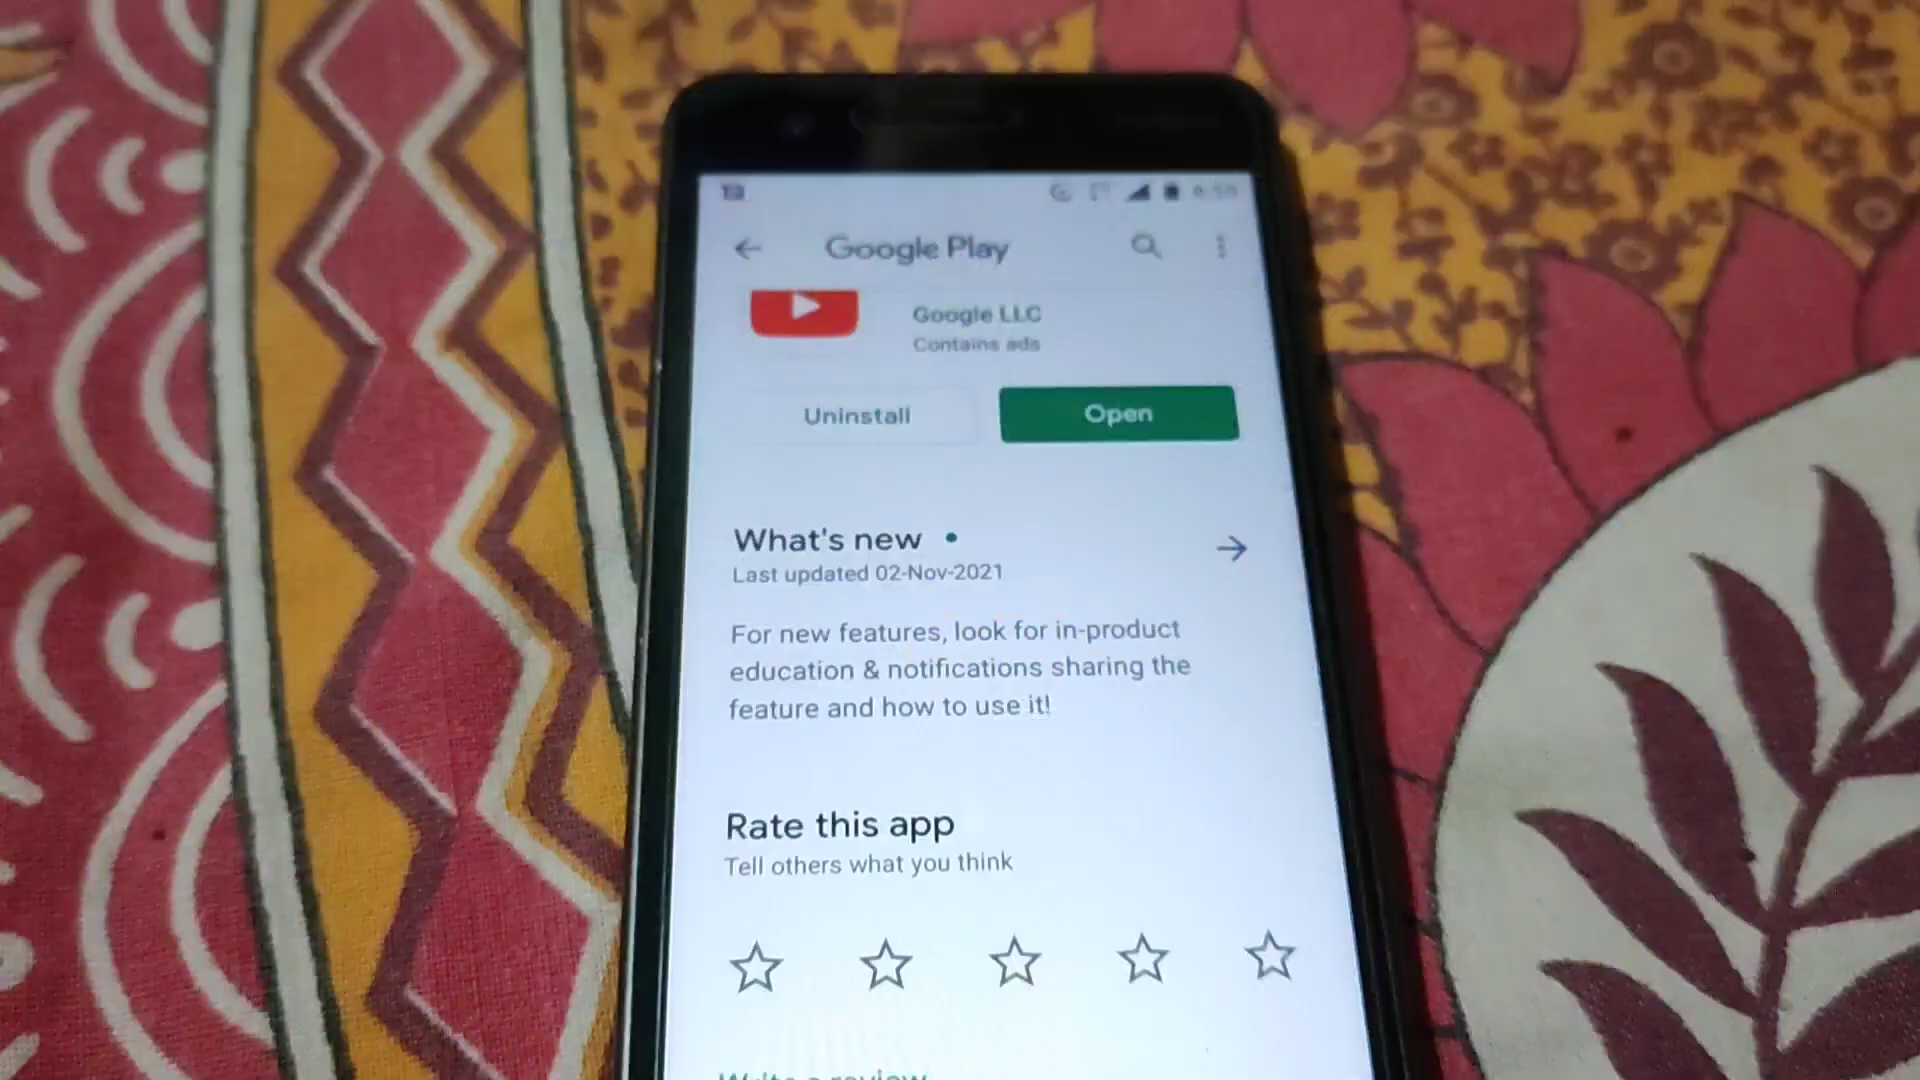 Google Play
Google LLC
Contains ads
Uninstall
Open
What's new •
Last updated 02-Nov-2021
For new features, look for in-product
education & notifications sharing the
feature and how to use it!
Rate this app
Tell others what you think
Write a review